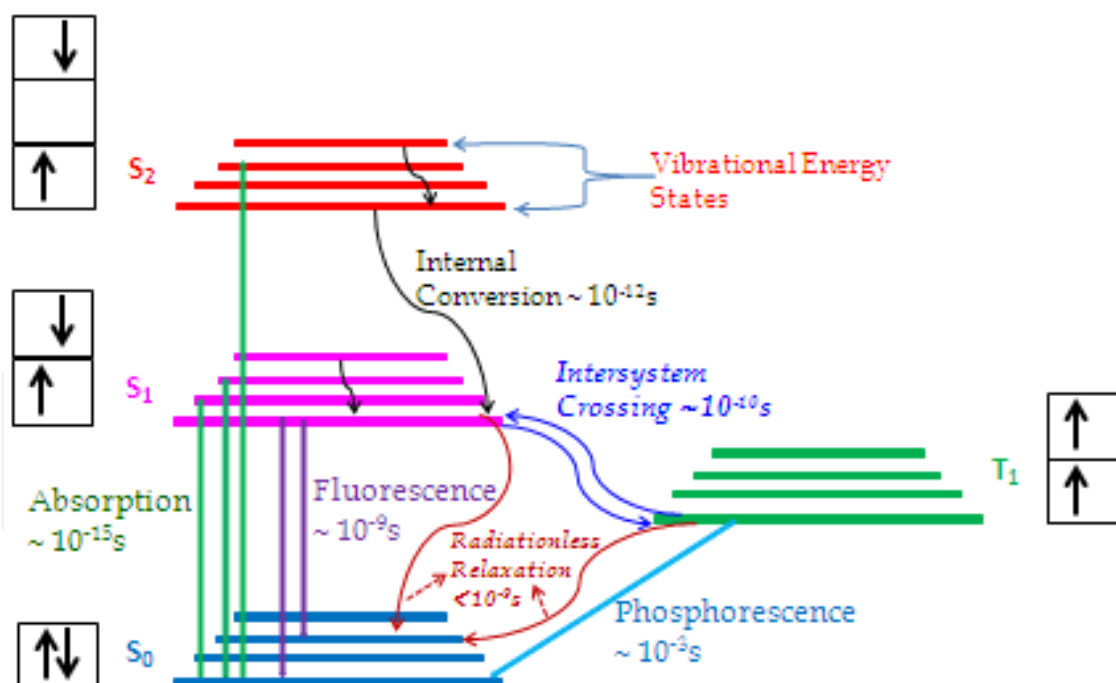 S₂
Vibrational Energy
States
Internal
Conversion ~ 10⁻¹²s
S₁
Intersystem
Crossing ~10⁻¹⁰s
T₁
Absorption
~ 10⁻¹⁵s
Fluorescence
~ 10⁻⁹s
Radiationless
Relaxation
<10⁻⁹s
Phosphorescence
~ 10⁻³s
S₀